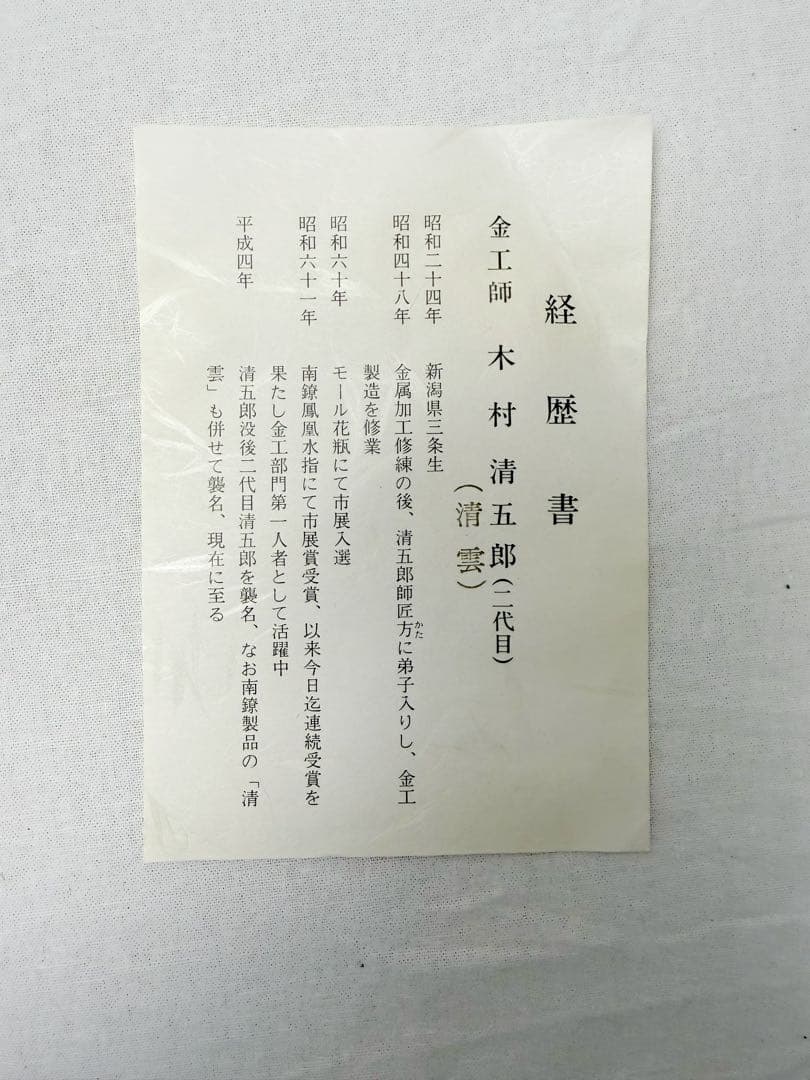 経歴書
金工師 木村清五郎(二代目)
(清雲)
昭和二十四年 新潟県三条生
昭和四十八年 金属加工修練の後、清五郎師匠方かたに弟子入りし、金工
製造を修業
昭和六十年 モール花瓶にて市展入選
昭和六十一年 南鐐鳳凰水指にて市展賞受賞、以来今日迄連続受賞を
果たし金工部門第一人者として活躍中
平成四年 清五郎没後二代目清五郎を襲名、なお南鐐製品の「清
雲」も併せて襲名、現在に至る